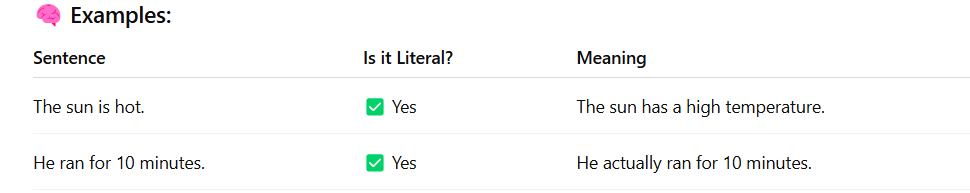 🧠 Examples:
Sentence Is it Literal? Meaning
The sun is hot. ✅ Yes The sun has a high temperature.
He ran for 10 minutes. ✅ Yes He actually ran for 10 minutes.